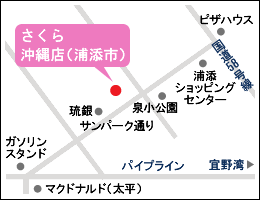 ピザハウス
さくら
沖縄店(浦添市)
国道58号線
浦添
ショッピング
センター
泉小公園
琉銀
サンパーク通り
ガソリン
スタンド
パイプライン
宜野湾
マクドナルド(太平)